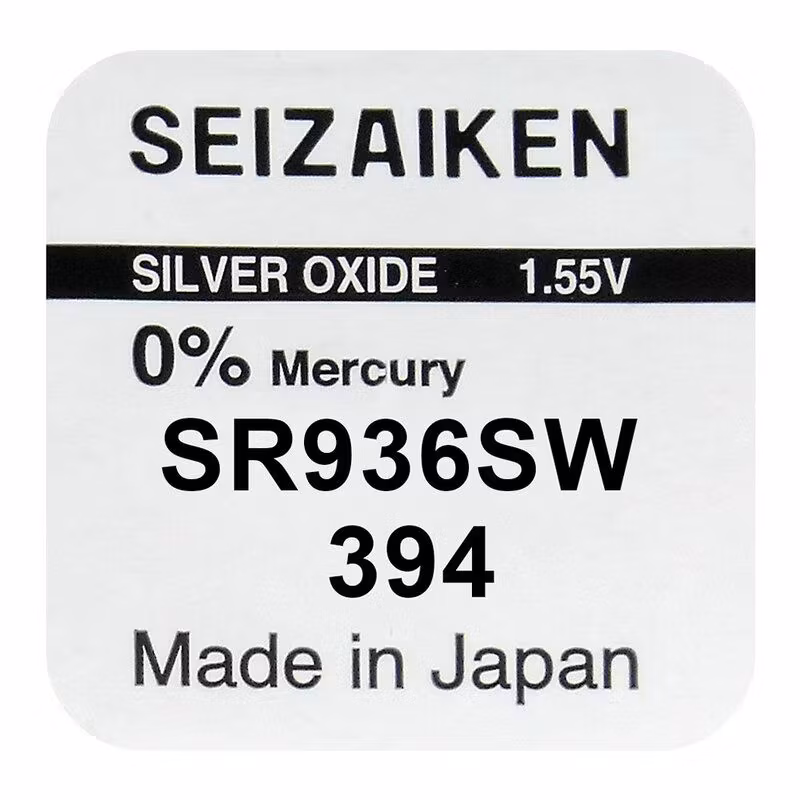 SEIZAIKEN
SILVER OXIDE 1.55V
0% Mercury
SR936SW
394
Made in Japan